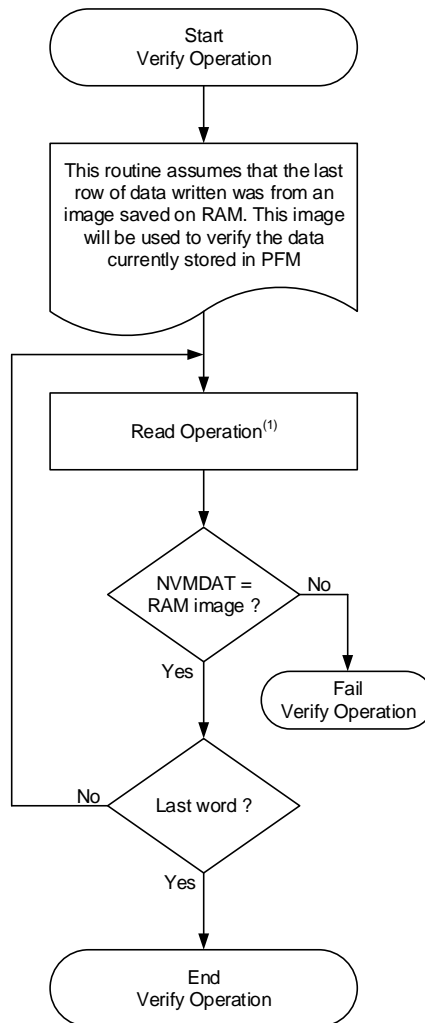 Start
Verify Operation
This routine assumes that the last
row of data written was from an
image saved on RAM. This image
will be used to verify the data
currently stored in PFM
Read Operation(1)
NVMDAT =
RAM image ?
No
Yes
Fail
Verify Operation
Last word ?
No
Yes
End
Verify Operation